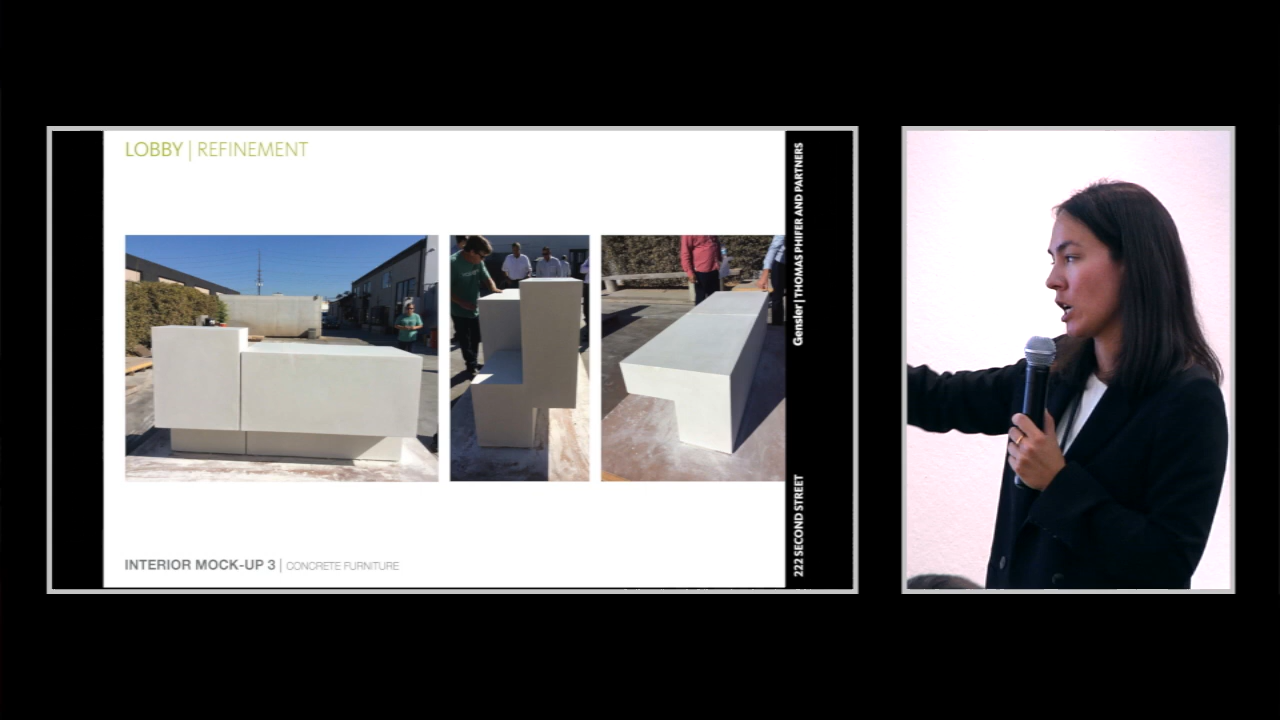 LOBBY | REFINEMENT
Gensler | THOMAS PHIFER AND PARTNERS
222 SECOND STREET
INTERIOR MOCK-UP 3 | CONCRETE FURNITURE